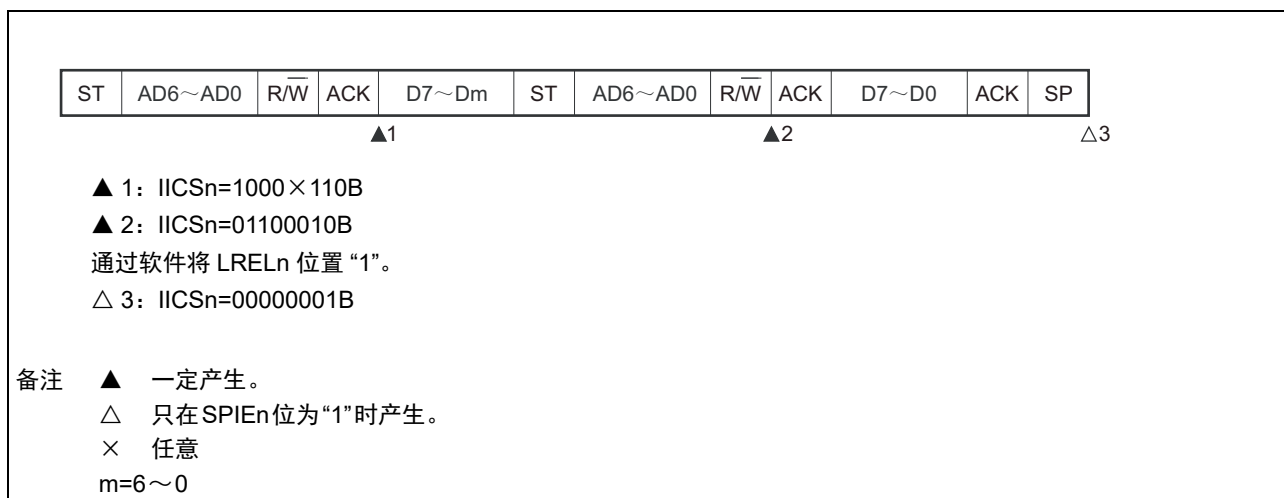 ST AD6～AD0 R/W̅ ACK D7～Dm ST AD6～AD0 R/W̅ ACK D7～D0 ACK SP
▲1 ▲2 △3
▲ 1：IICSn=1000×110B
▲ 2：IICSn=01100010B
通过软件将 LRELn 位置 “1”。
△ 3：IICSn=00000001B
备注 ▲ 一定产生。
△ 只在SPIEn位为“1”时产生。
× 任意
m=6～0